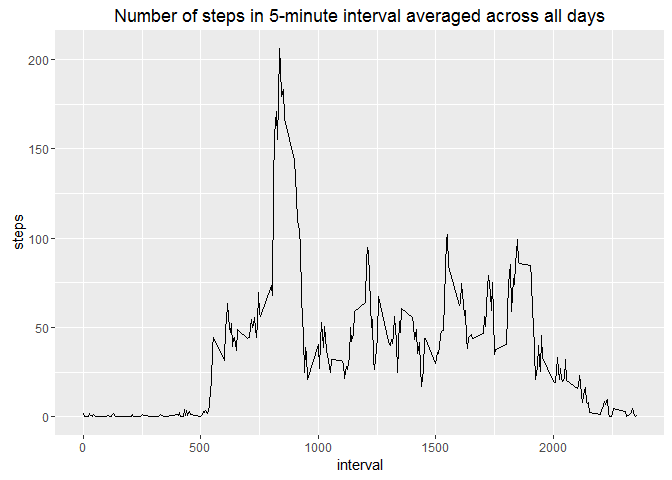 Number of steps in 5-minute interval averaged across all days
200
150
100
50
0
steps
0 500 1000 1500 2000
interval